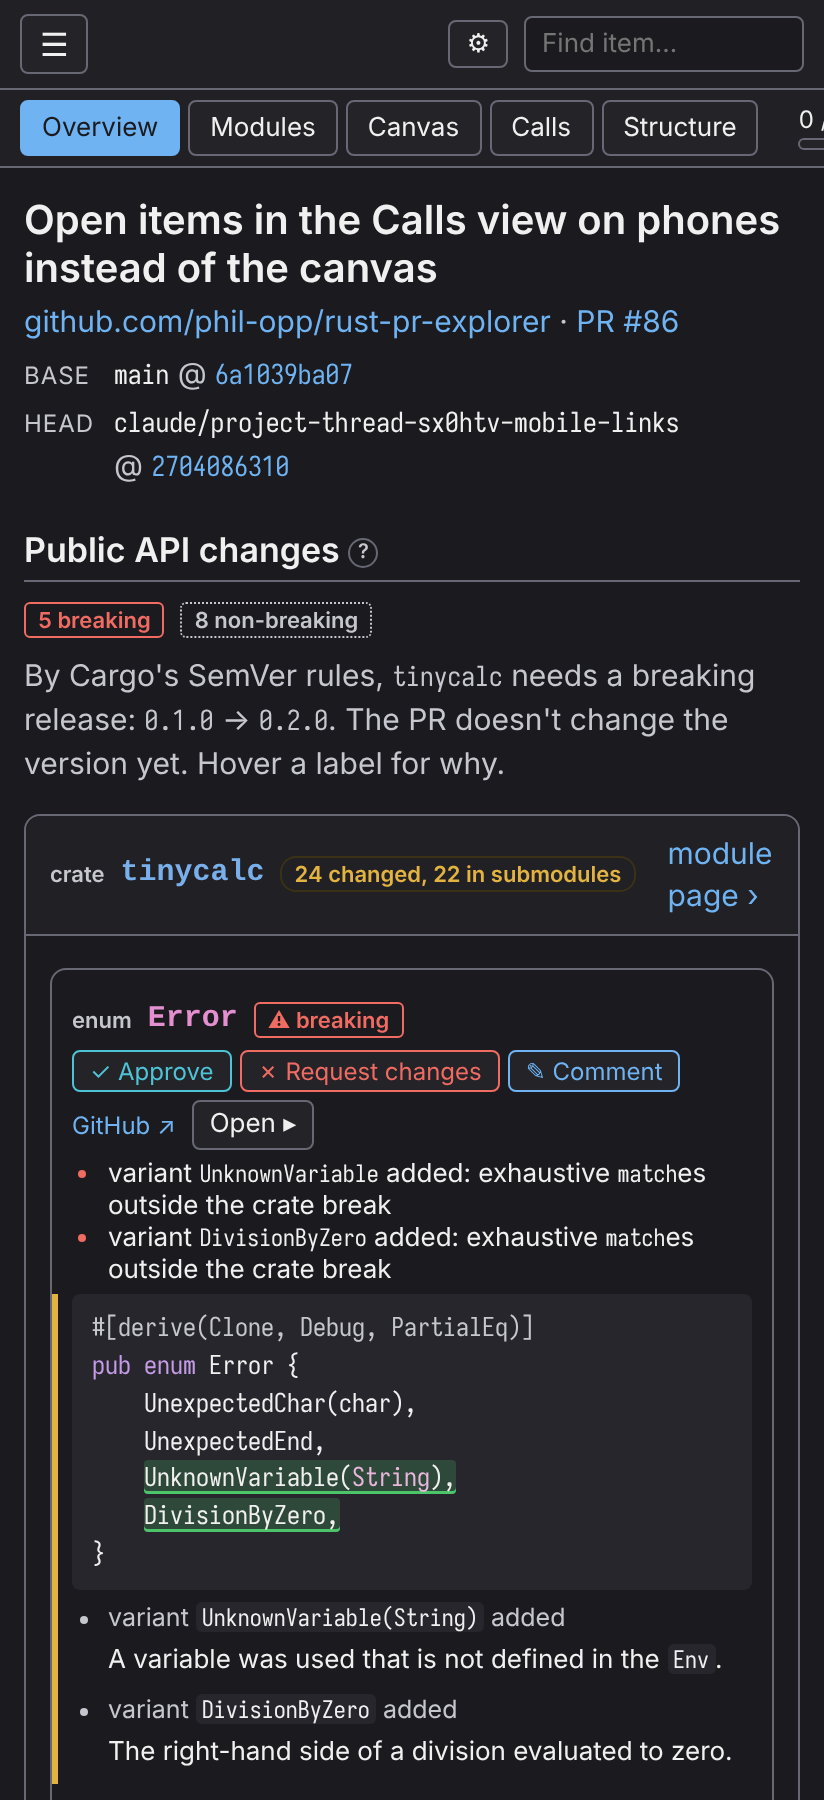 ☰ ⚙ Find item...
Overview Modules Canvas Calls Structure 0 /
Open items in the Calls view on phones
instead of the canvas
github.com/phil-opp/rust-pr-explorer · PR #86
BASE main @ 6a1039ba07
HEAD claude/project-thread-sx0htv-mobile-links
@ 2704086310
Public API changes ?
5 breaking 8 non-breaking
By Cargo's SemVer rules, tinycalc needs a breaking
release: 0.1.0 → 0.2.0. The PR doesn't change the
version yet. Hover a label for why.
crate tinycalc 24 changed, 22 in submodules module
page ›
enum Error ⚠ breaking
✓ Approve ✕ Request changes ✎ Comment
GitHub ↗ Open ▸
• variant UnknownVariable added: exhaustive matches
outside the crate break
• variant DivisionByZero added: exhaustive matches
outside the crate break
#[derive(Clone, Debug, PartialEq)]
pub enum Error {
    UnexpectedChar(char),
    UnexpectedEnd,
    UnknownVariable(String),
    DivisionByZero,
}
• variant UnknownVariable(String) added
A variable was used that is not defined in the Env.
• variant DivisionByZero added
The right-hand side of a division evaluated to zero.